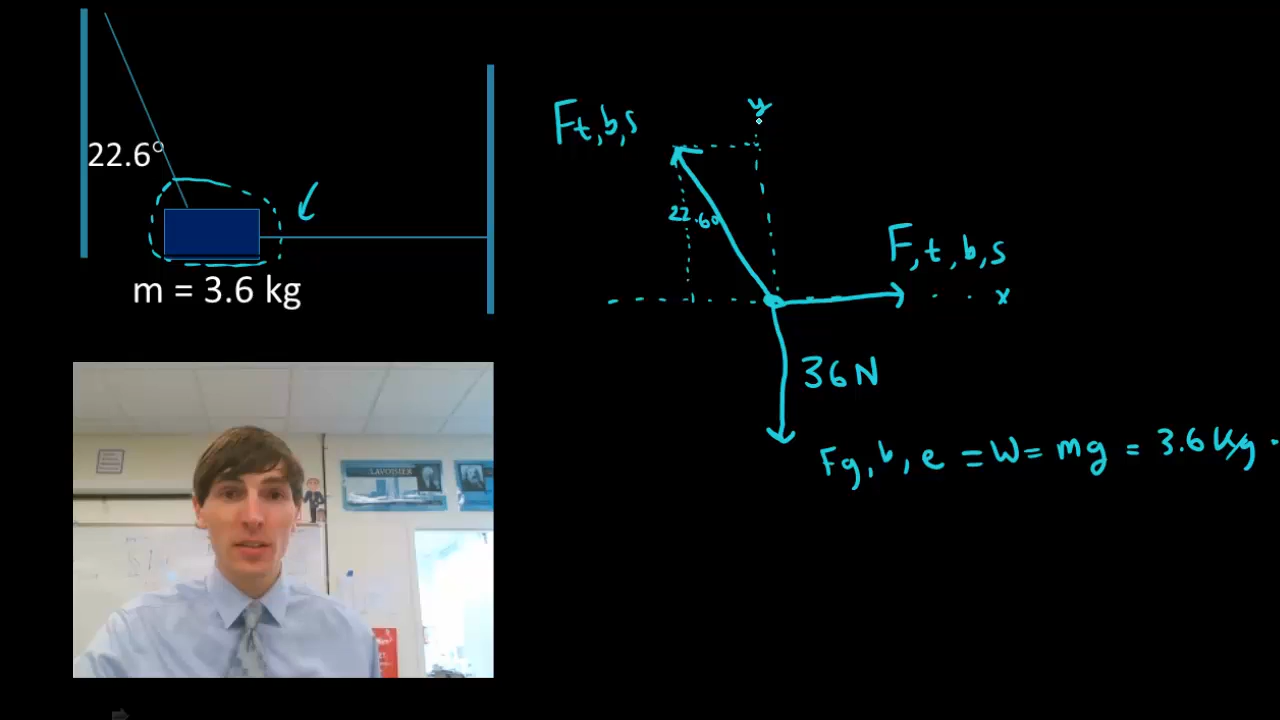 22.6°
m = 3.6 kg
Ft,b,s
y
22.6°
F,t,b,s
x
36N
Fg,b,e = W = mg = 3.6 kg ·
LAVOISIER